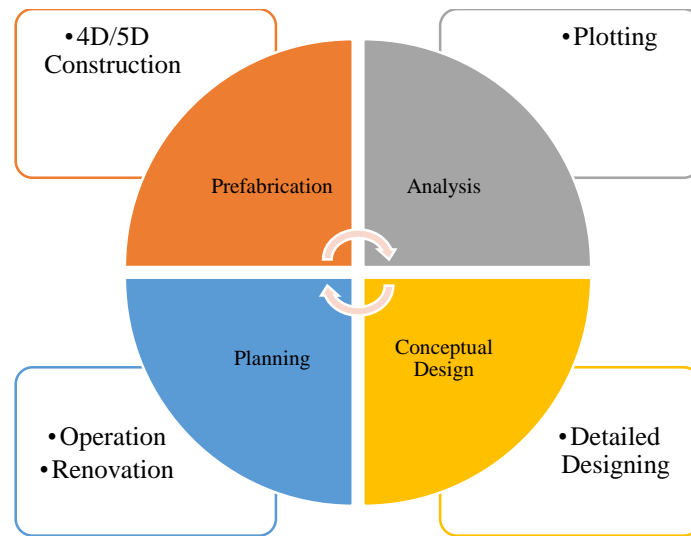 • 4D/5D
Construction
• Plotting
Prefabrication
Analysis
Planning
Conceptual
Design
• Operation
• Renovation
• Detailed
Designing